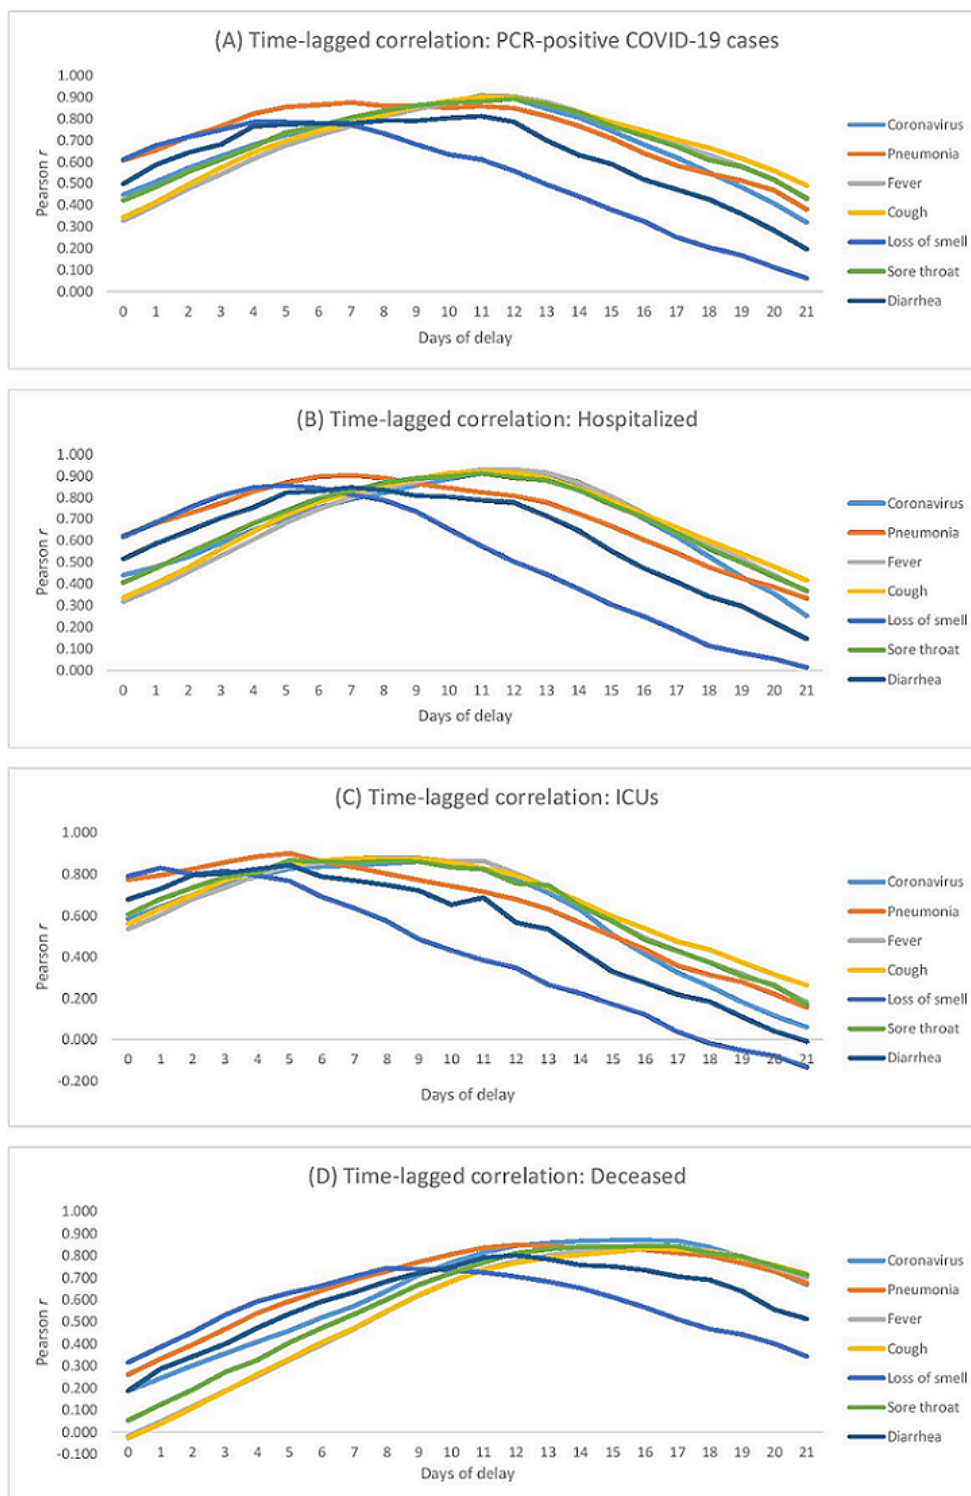 (A) Time-lagged correlation: PCR-positive COVID-19 cases
1.000
0.900
0.800
0.700
0.600
0.500
0.400
0.300
0.200
0.100
0.000
Pearson r
0 1 2 3 4 5 6 7 8 9 10 11 12 13 14 15 16 17 18 19 20 21
Days of delay
Coronavirus
Pneumonia
Fever
Cough
Loss of smell
Sore throat
Diarrhea
(B) Time-lagged correlation: Hospitalized
1.000
0.900
0.800
0.700
0.600
0.500
0.400
0.300
0.200
0.100
0.000
Pearson r
0 1 2 3 4 5 6 7 8 9 10 11 12 13 14 15 16 17 18 19 20 21
Days of delay
Coronavirus
Pneumonia
Fever
Cough
Loss of smell
Sore throat
Diarrhea
(C) Time-lagged correlation: ICUs
1.000
0.800
0.600
0.400
0.200
0.000
-0.200
Pearson r
0 1 2 3 4 5 6 7 8 9 10 11 12 13 14 15 16 17 18 19 20 21
Days of delay
Coronavirus
Pneumonia
Fever
Cough
Loss of smell
Sore throat
Diarrhea
(D) Time-lagged correlation: Deceased
1.000
0.900
0.800
0.700
0.600
0.500
0.400
0.300
0.200
0.100
0.000
-0.100
Pearson r
0 1 2 3 4 5 6 7 8 9 10 11 12 13 14 15 16 17 18 19 20 21
Days of delay
Coronavirus
Pneumonia
Fever
Cough
Loss of smell
Sore throat
Diarrhea